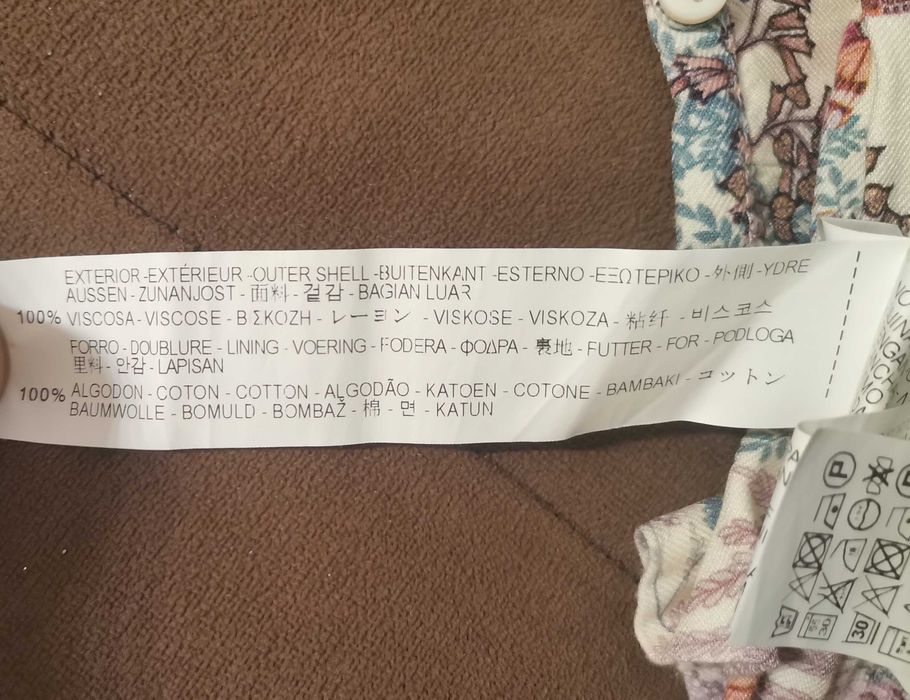 EXTERIOR-EXTÉRIEUR-OUTER SHELL-BUITENKANT-ESTERNO-ΕΞΩΤΕΡΙΚΟ-外側-YDRE
AUSSEN-ZUNANJOST-面料-겉감-BAGIAN LUAR
100% VISCOSA-VISCOSE-ΒΙΣΚΟΖΗ-レーヨン-VISKOSE-VISKOZA-粘纤-비스코스
FORRO-DOUBLURE-LINING-VOERING-FODERA-ΦΟΔΡΑ-裏地-FUTTER-FOR-PODLOGA
里料-안감-LAPISAN
100% ALGODON-COTON-COTTON-ALGODÃO-KATOEN-COTONE-BAMBAKI-コットン
BAUMWOLLE-BOMULD-BOMBAŽ-棉-면-KATUN
P
30